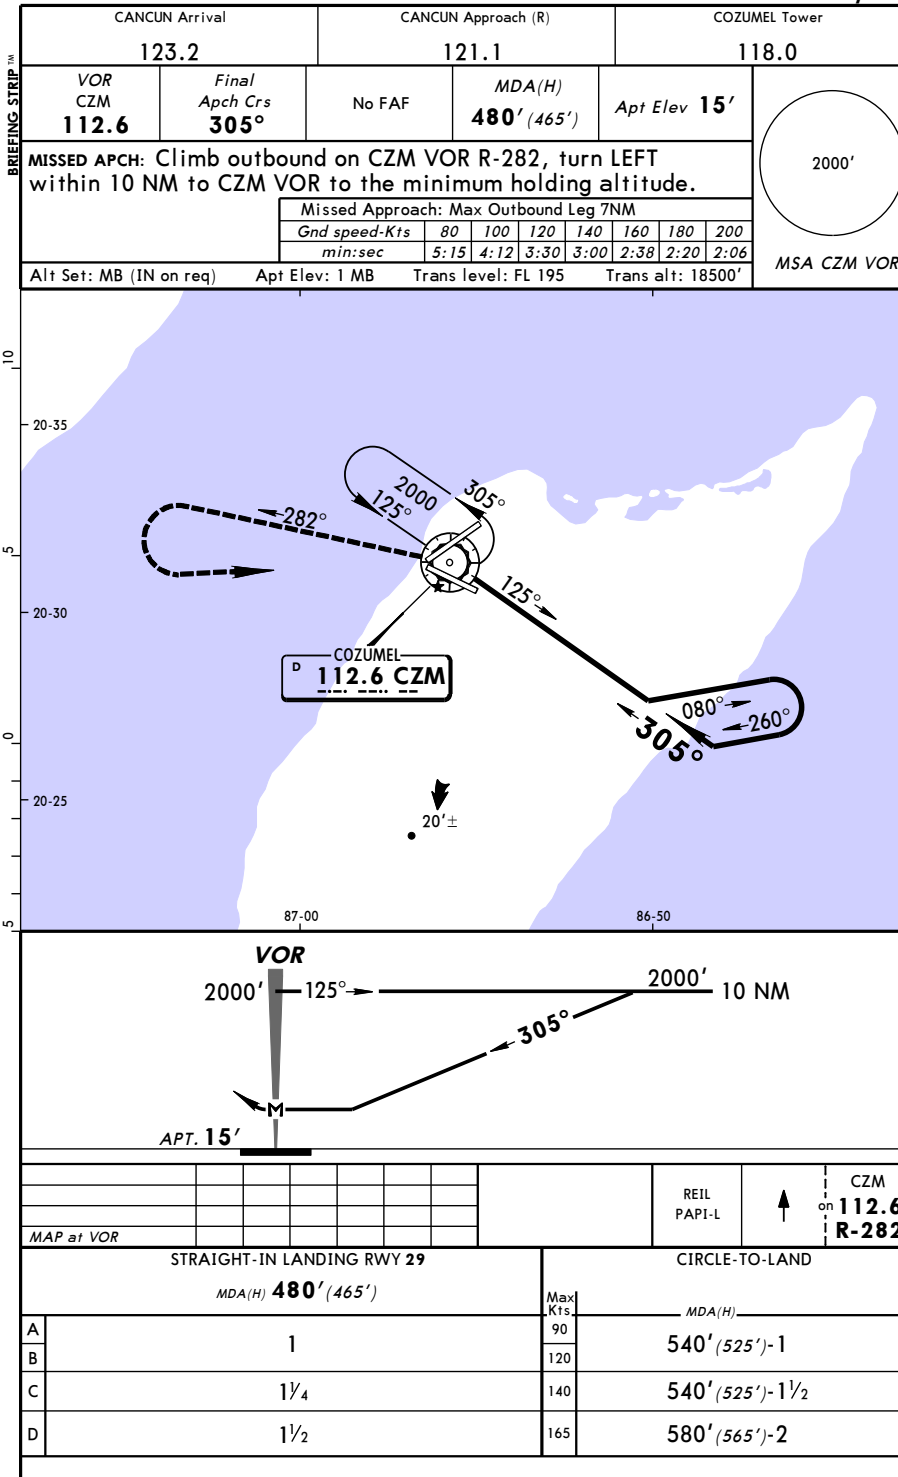 CANCUN Arrival
123.2
CANCUN Approach (R)
121.1
COZUMEL Tower
118.0
BRIEFING STRIP TM
VOR
CZM
112.6
Final
Apch Crs
305°
No FAF
MDA(H)
480' (465')
Apt Elev 15'
2000'
MSA CZM VOR
MISSED APCH: Climb outbound on CZM VOR R-282, turn LEFT
within 10 NM to CZM VOR to the minimum holding altitude.
Missed Approach: Max Outbound Leg 7NM
Gnd speed-Kts 80 100 120 140 160 180 200
min:sec 5:15 4:12 3:30 3:00 2:38 2:20 2:06
Alt Set: MB (IN on req) Apt Elev: 1 MB Trans level: FL 195 Trans alt: 18500'
10
20-35
2000
125°
305°
282°
5
125°
20-30
COZUMEL
D 112.6 CZM
080°
260°
305°
0
20-25
20'±
5
87-00
86-50
VOR
2000'
125°
2000'
10 NM
305°
M
APT. 15'
MAP at VOR
REIL
PAPI-L
on
CZM
112.6
R-282
STRAIGHT-IN LANDING RWY 29
MDA(H) 480' (465')
CIRCLE-TO-LAND
Max
Kts
MDA(H)
A
B
1
90
120
540' (525')-1
C
1 1/4
140
540' (525')-1 1/2
D
1 1/2
165
580' (565')-2